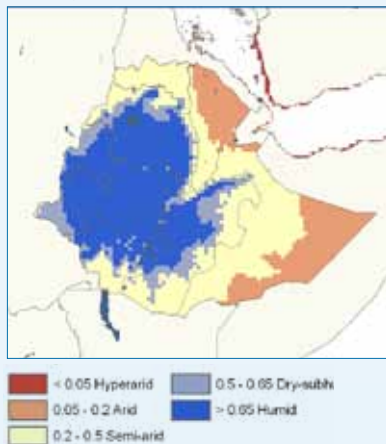 < 0.05 Hyperarid
0.05 - 0.2 Arid
0.2 - 0.5 Semi-arid
0.5 - 0.65 Dry-subhi
> 0.65 Humid